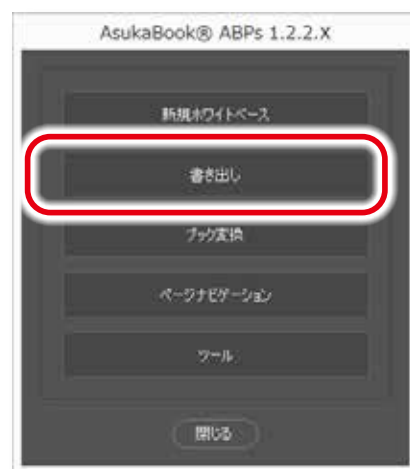 AsukaBook® ABPs 1.2.2.X
新規ホワイトベース
書き出し
ブック変換
ページナビゲーション
ツール
閉じる